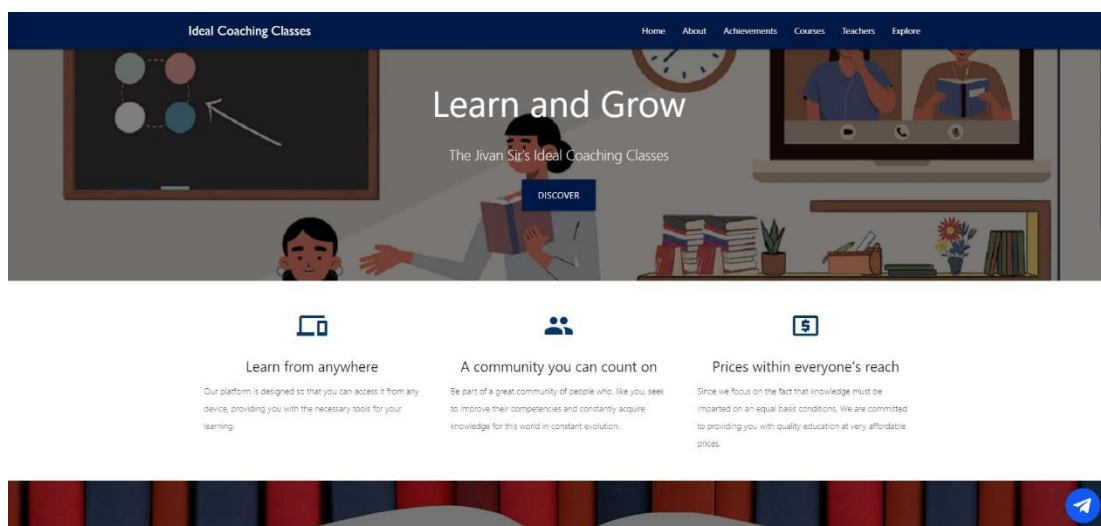 Ideal Coaching Classes
Home About Achievements Courses Teachers Explore
Learn and Grow
The Jivan Sir's Ideal Coaching Classes
DISCOVER
Learn from anywhere
Our platform is designed so that you can access it from any
device, providing you with the necessary tools for your
learning.
A community you can count on
Be part of a great community of people who, like you, seek
to improve their competencies and constantly acquire
knowledge for this world in constant evolution.
Prices within everyone's reach
Since we focus on the fact that knowledge must be
imparted on an equal basis conditions, We are committed
to providing you with quality education at very affordable
prices.